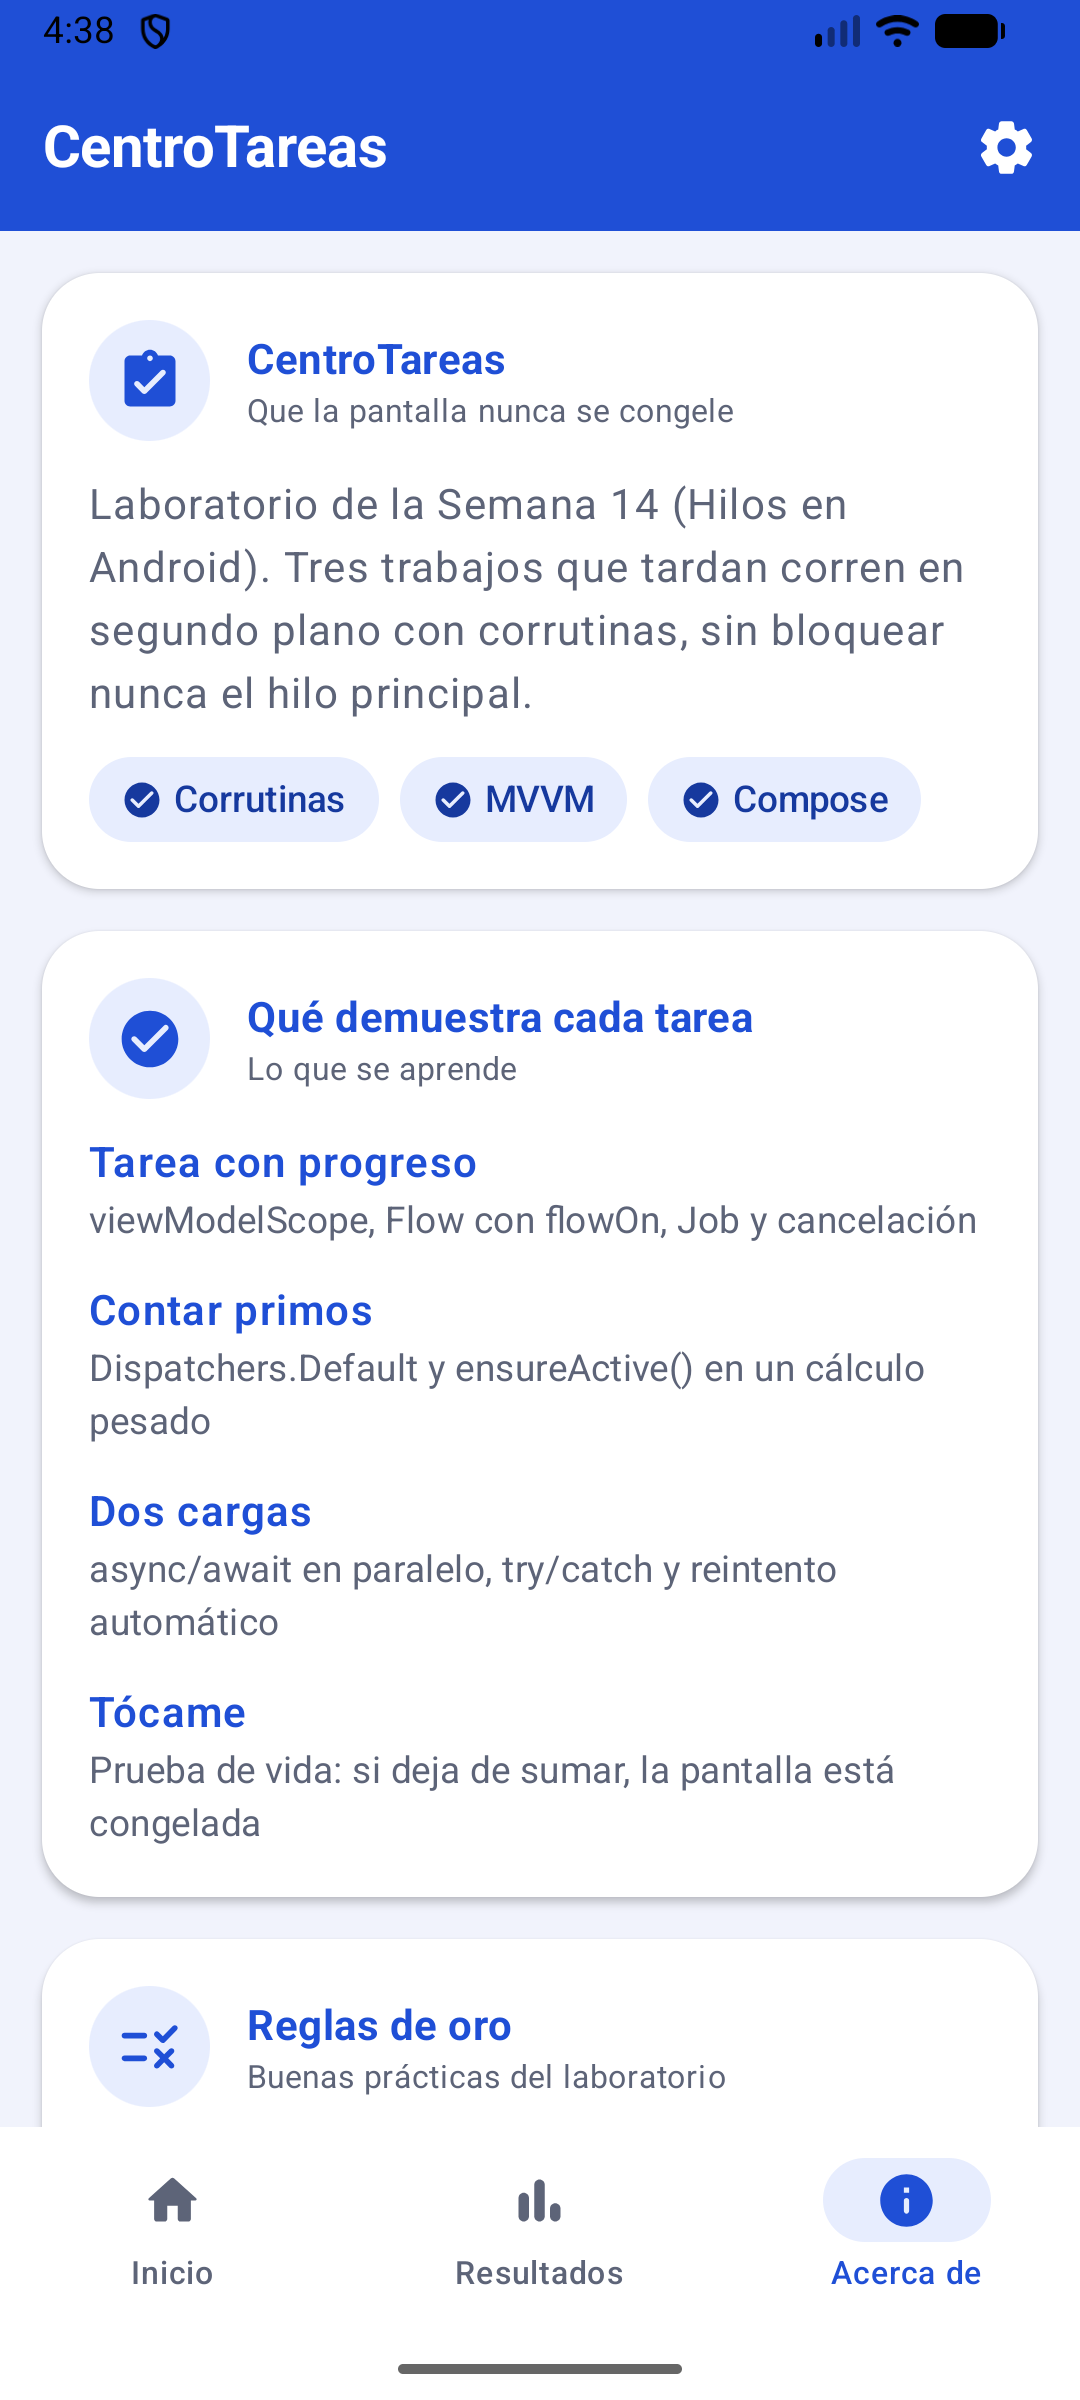 4:38
CentroTareas
CentroTareas
Que la pantalla nunca se congele
Laboratorio de la Semana 14 (Hilos en
Android). Tres trabajos que tardan corren en
segundo plano con corrutinas, sin bloquear
nunca el hilo principal.
Corrutinas MVVM Compose
Qué demuestra cada tarea
Lo que se aprende
Tarea con progreso
viewModelScope, Flow con flowOn, Job y cancelación
Contar primos
Dispatchers.Default y ensureActive() en un cálculo
pesado
Dos cargas
async/await en paralelo, try/catch y reintento
automático
Tócame
Prueba de vida: si deja de sumar, la pantalla está
congelada
Reglas de oro
Buenas prácticas del laboratorio
Inicio Resultados Acerca de